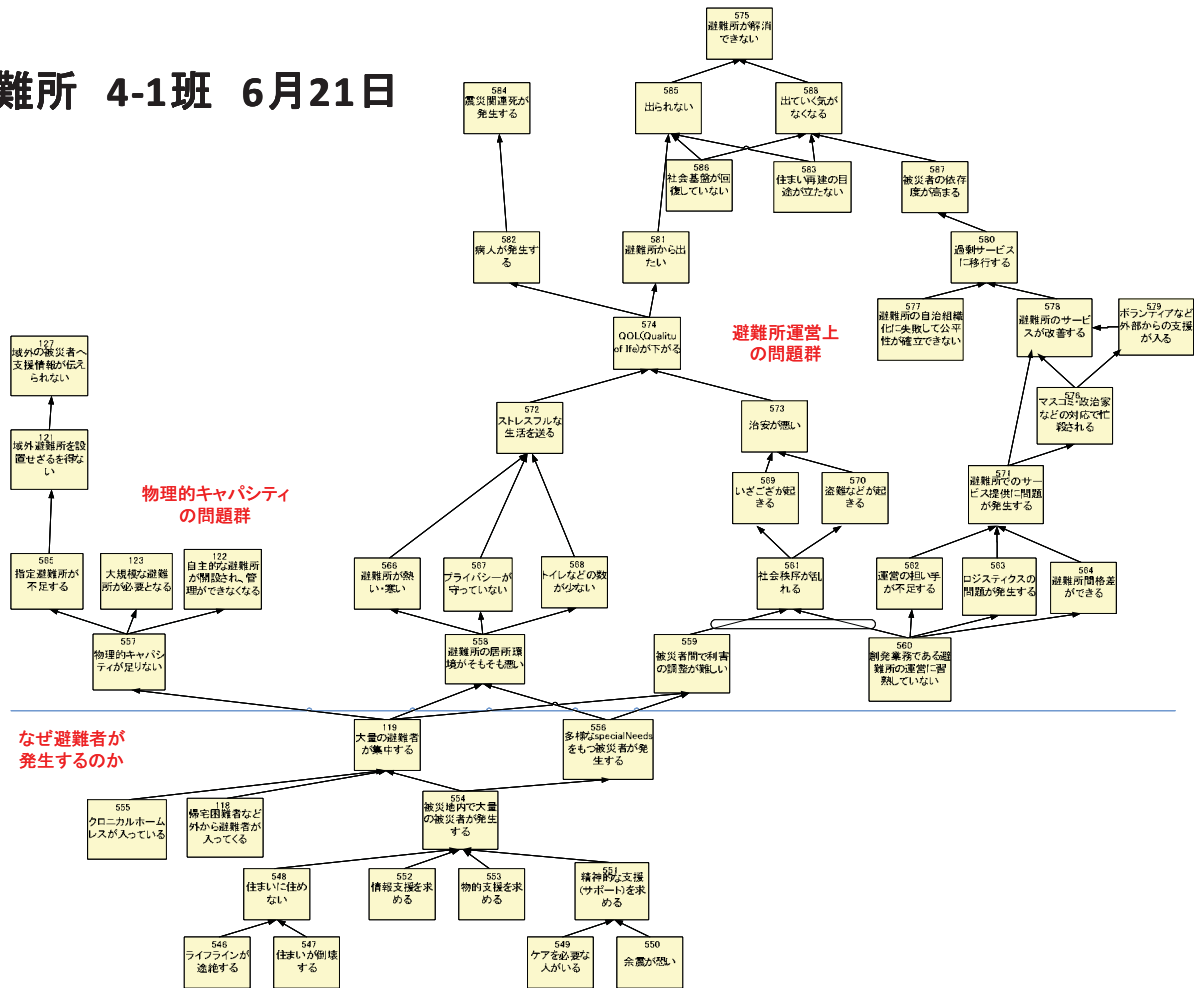 難所 4-1班 6月21日
575
避難所が解消
できない
584
震災関連死が
発生する
585
出られない
588
出ていく気が
なくなる
586
社会基盤が回
復していない
583
住まい再建の目
途が立たない
587
被災者の依存
度が高まる
582
病人が発生す
る
581
避難所から出
たい
580
過剰サービス
に移行する
577
避難所の自治組織
化に失敗して公平
性が確立できない
578
避難所のサービ
スが改善する
579
ボランティアなど
外部からの支援
が入る
574
QOL(Qualitu
of lfe)が下がる
避難所運営上
の問題群
127
域外の被災者へ
支援情報が伝え
られない
572
ストレスフルな
生活を送る
573
治安が悪い
576
マスコミ・政治家
などの対応で忙
殺される
121
域外避難所を設
置せざるを得な
い
物理的キャパシティ
の問題群
569
いざござが起
きる
570
盗難などが起
きる
571
避難所でのサー
ビス提供に問題
が発生する
565
指定避難所が
不足する
123
大規模な避難
所が必要となる
122
自主的な避難所
が開設され、管
理ができなくなる
566
避難所が熱
い・寒い
567
プライバシーが
守っていない
568
トイレなどの数
が少ない
561
社会秩序が乱
れる
562
運営の担い手
が不足する
563
ロジスティクスの
問題が発生する
564
避難所間格差
ができる
557
物理的キャパシ
ティが足りない
558
避難所の居所環
境がそもそも悪い
559
被災者間で利害
の調整が難しい
560
創発業務である避
難所の運営に習
熟していない
なぜ避難者が
発生するのか
119
大量の避難者
が集中する
556
多様なspecialNeeds
をもつ被災者が発
生する
555
クロニカルホーム
レスが入っている
118
帰宅困難者など
外から避難者が
入ってくる
554
被災地内で大量
の被災者が発生
する
548
住まいに住め
ない
552
情報支援を求
める
553
物的支援を求
める
551
精神的な支援
(サポート)を求
める
546
ライフラインが
途絶する
547
住まいが倒壊
する
549
ケアを必要な
人がいる
550
余震が恐い